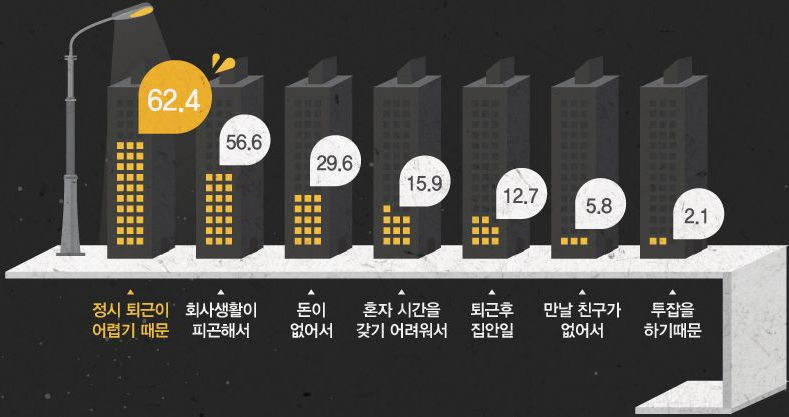 62.4
56.6
29.6
15.9
12.7
5.8
2.1
정시 퇴근이
어렵기 때문
회사생활이
피곤해서
돈이
없어서
혼자 시간을
갖기 어려워서
퇴근후
집안일
만날 친구가
없어서
투잡을
하기때문